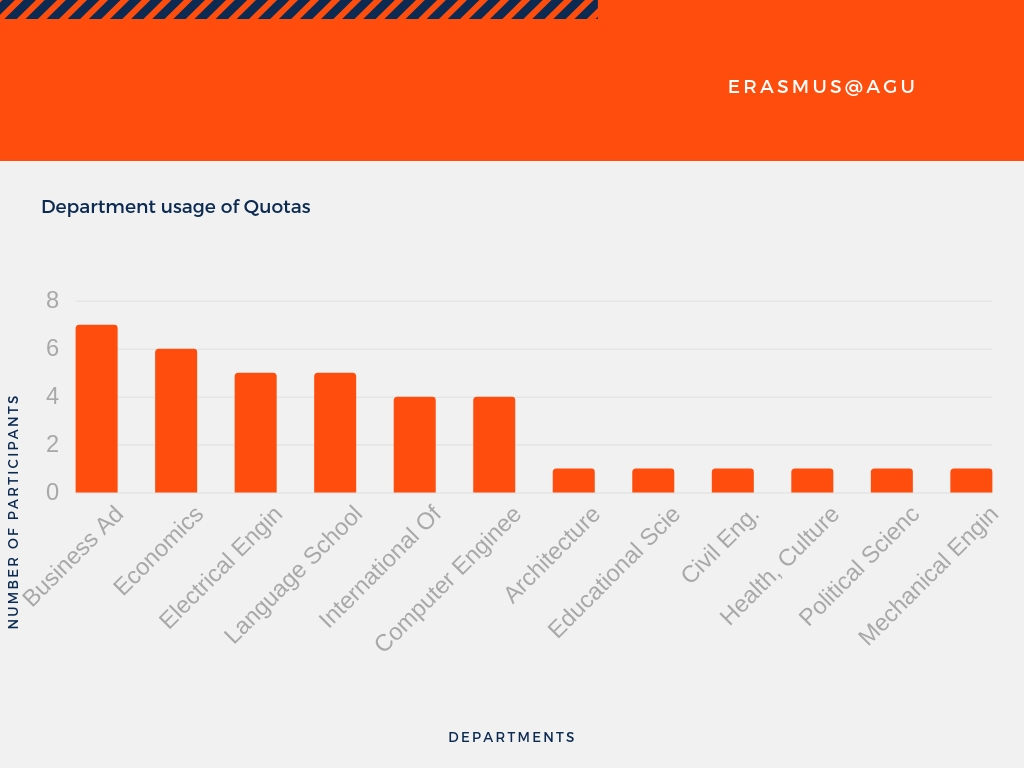 ERASMUS@AGU
Department usage of Quotas
8
6
4
2
0
NUMBER OF PARTICIPANTS
Business Ad
Economics
Electrical Engin
Language School
International Of
Computer Enginee
Architecture
Educational Scie
Civil Eng.
Health, Culture
Political Scienc
Mechanical Engin
DEPARTMENTS